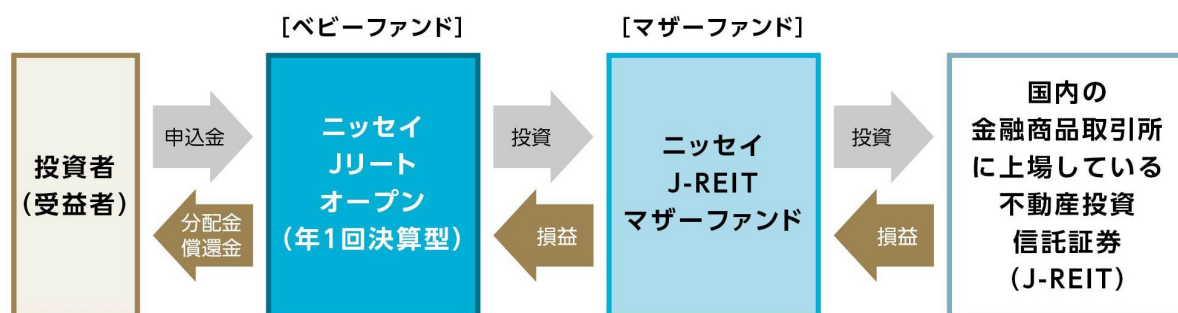 [ベビーファンド]
[マザーファンド]
投資者
(受益者)
申込金
分配金
償還金
ニッセイ
Jリート
オープン
(年1回決算型)
投資
損益
ニッセイ
J-REIT
マザーファンド
投資
損益
国内の
金融商品取引所
に上場している
不動産投資
信託証券
(J-REIT)